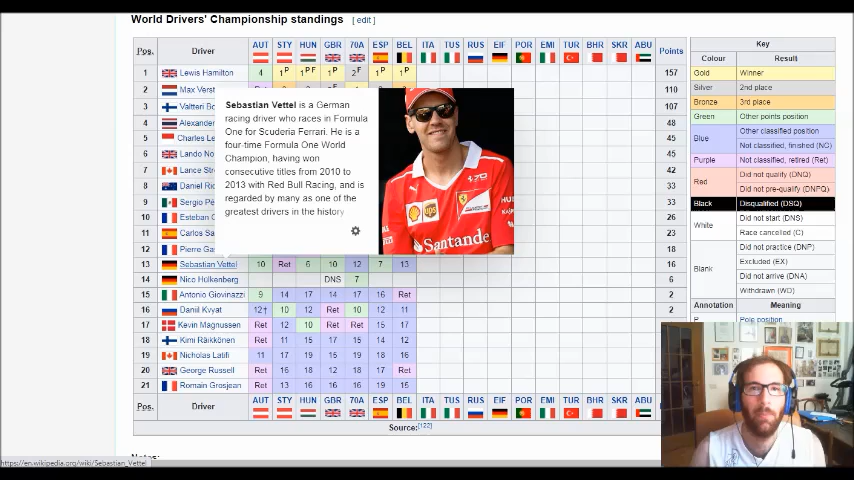 World Drivers' Championship standings [ edit ]
Pos. Driver AUT STY HUN GBR 70A ESP BEL ITA TUS RUS EIF POR EMI TUR BHR SKR ABU Points
1 Lewis Hamilton 4 1P 1P F 1P 2F 1P 1P 157
2 Max Verst 110
3 Valtteri Bo 107
4 Alexander 48
5 Charles Le 45
6 Lando No 45
7 Lance Stro 42
8 Daniel Ric 33
9 Sergio Pé 33
10 Esteban 25
11 Carlos Sa 23
12 Pierre Gas 18
13 Sebastian Vettel 10 Ret 6 10 12 7 13 16
14 Nico Hülkenberg DNS 7 6
15 Antonio Giovinazzi 9 14 17 14 17 16 Ret 2
16 Daniil Kvyat 12† 10 12 Ret 10 12 11 2
17 Kevin Magnussen Ret 12 10 Ret Ret 15 17
18 Kimi Räikkönen Ret 11 15 17 15 14 12
19 Nicholas Latifi 11 17 19 15 19 18 16
20 George Russell Ret 16 18 12 18 17 Ret
21 Romain Grosjean Ret 13 16 16 16 19 15
Pos. Driver AUT STY HUN GBR 70A ESP BEL ITA TUS RUS EIF POR EMI TUR BHR SKR ABU Points
Source:[122]
Sebastian Vettel is a German
racing driver who races in Formula
One for Scuderia Ferrari. He is a
four-time Formula One World
Champion, having won
consecutive titles from 2010 to
2013 with Red Bull Racing, and is
regarded by many as one of the
greatest drivers in the history
Santander
ups
Ferrari
Key
Colour Result
Gold Winner
Silver 2nd place
Bronze 3rd place
Green Other points position
Blue Other classified position
Not classified, finished (NC)
Purple Not classified, retired (Ret)
Red Did not qualify (DNQ)
Did not pre-qualify (DNPQ)
Black Disqualified (DSQ)
White Did not start (DNS)
Race cancelled (C)
Blank Did not practice (DNP)
Excluded (EX)
Did not arrive (DNA)
Withdrawn (WD)
Annotation Meaning
P Pole position
https://en.wikipedia.org/wiki/Sebastian_Vettel